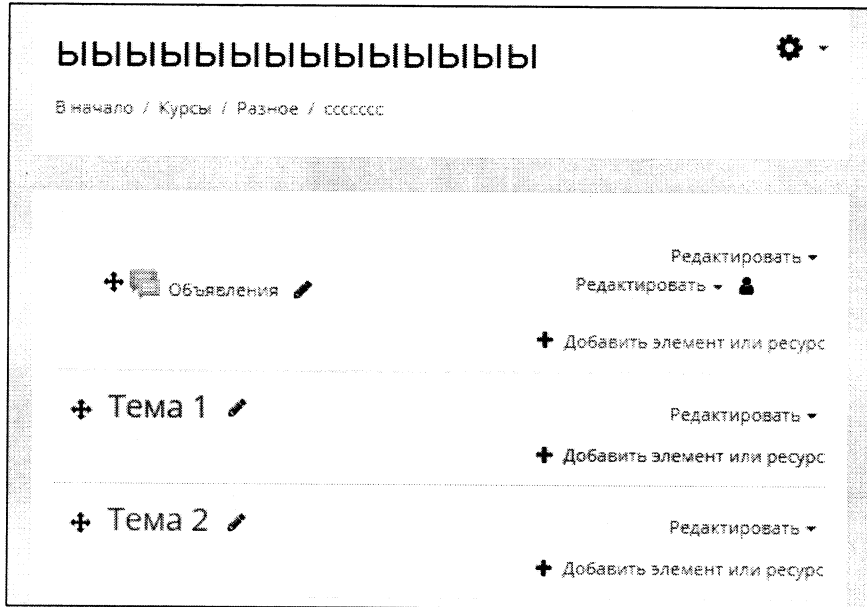 ыыыыыыыыыыыыыы
В начало / Курсы / Разное / ссссссс
Редактировать
Объявления Редактировать
Добавить элемент или ресурс
Тема 1 Редактировать
Добавить элемент или ресурс
Тема 2 Редактировать
Добавить элемент или ресурс